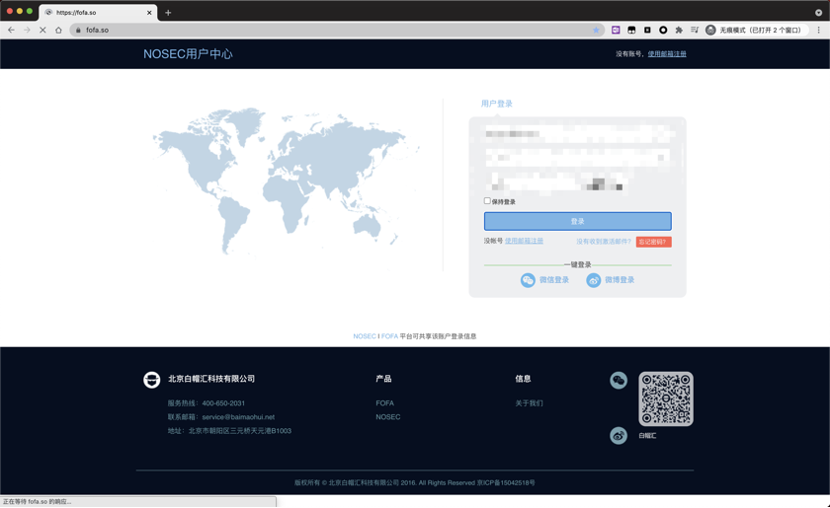 https://fofa.so
fofa.so
无痕模式（已打开 2 个窗口）
NOSEC用户中心
没有账号，使用邮箱注册
用户登录
保持登录
登录
没帐号 使用邮箱注册
没有收到激活邮件？ 忘记密码？
一键登录
微信登录 微博登录
NOSEC | FOFA 平台可共享该账户登录信息
北京白帽汇科技有限公司
服务热线：400-650-2031
联系邮箱：service@baimaohui.net
地址：北京市朝阳区三元桥天元港B1003
产品
FOFA
NOSEC
信息
关于我们
白帽汇
版权所有 © 北京白帽汇科技有限公司 2016. All Rights Reserved 京ICP备15042518号
正在等待 fofa.so 的响应...